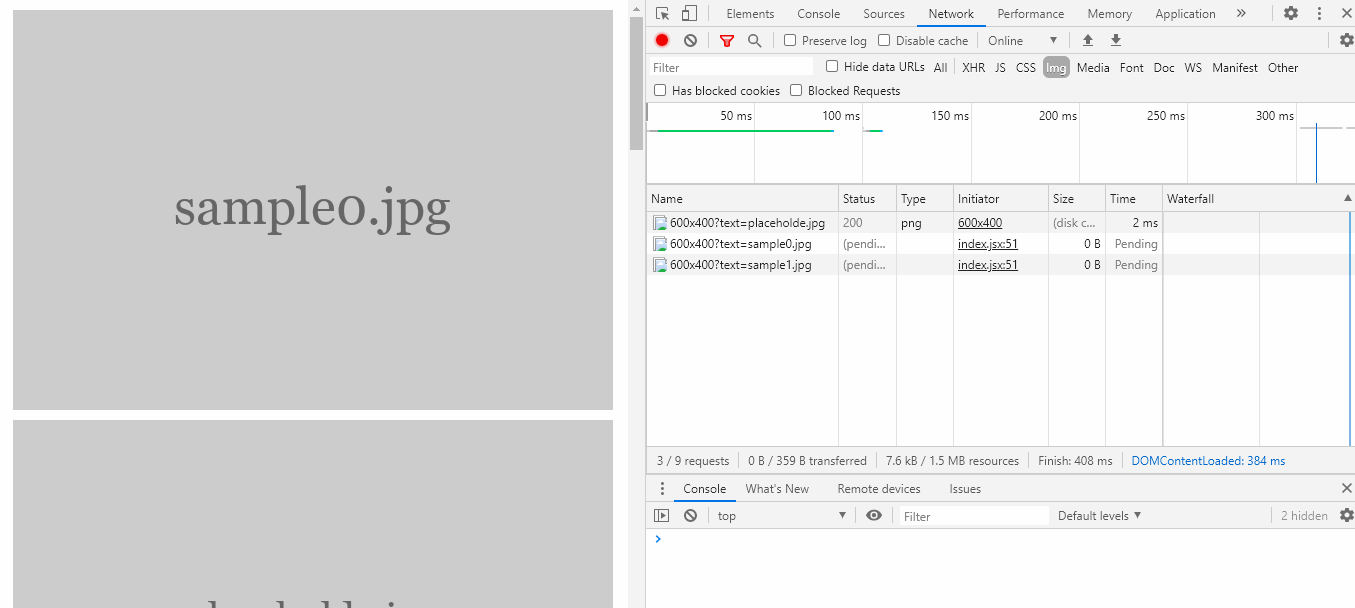 sample0.jpg
Elements Console Sources Network Performance Memory Application »
Preserve log Disable cache Online ▼
Filter Hide data URLs All XHR JS CSS Img Media Font Doc WS Manifest Other
Has blocked cookies Blocked Requests
50 ms 100 ms 150 ms 200 ms 250 ms 300 ms
Name Status Type Initiator Size Time Waterfall ▲
600x400?text=placeholde.jpg 200 png 600x400 (disk c... 2 ms
600x400?text=sample0.jpg (pendi... index.jsx:51 0 B Pending
600x400?text=sample1.jpg (pendi... index.jsx:51 0 B Pending
3 / 9 requests 0 B / 359 B transferred 7.6 kB / 1.5 MB resources Finish: 408 ms DOMContentLoaded: 384 ms
Console What's New Remote devices Issues
top ▼ Filter Default levels ▼ 2 hidden